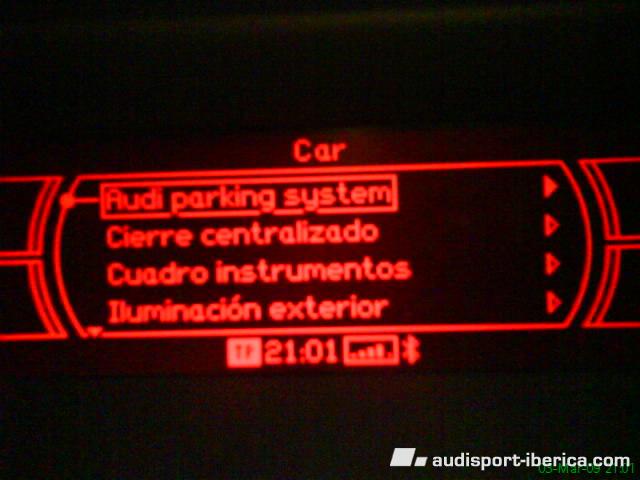 Car
Audi parking system
Cierre centralizado
Cuadro instrumentos
Iluminación exterior
TP 21:01
audisport-iberica.com
03-Mar-09 21:01